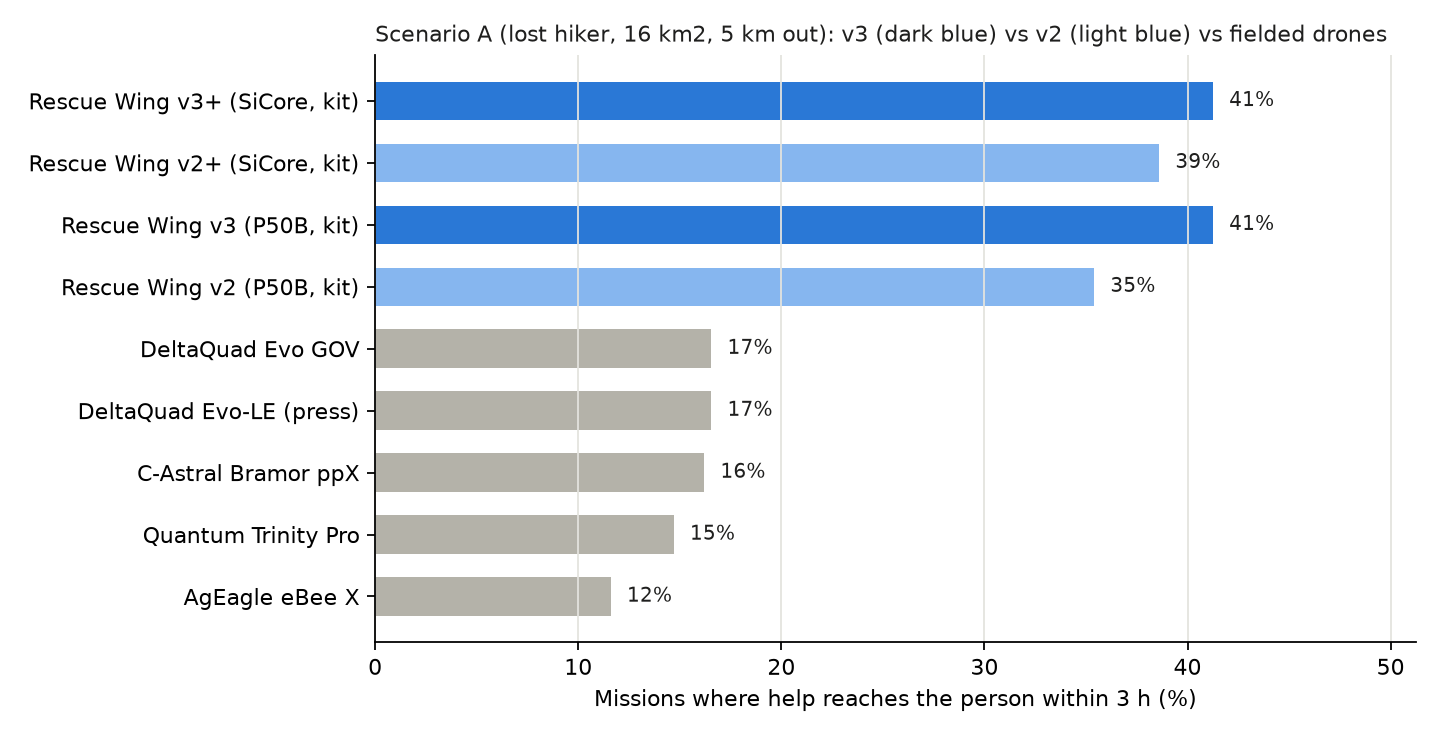 Scenario A (lost hiker, 16 km2, 5 km out): v3 (dark blue) vs v2 (light blue) vs fielded drones
Rescue Wing v3+ (SiCore, kit) 41%
Rescue Wing v2+ (SiCore, kit) 39%
Rescue Wing v3 (P50B, kit) 41%
Rescue Wing v2 (P50B, kit) 35%
DeltaQuad Evo GOV 17%
DeltaQuad Evo-LE (press) 17%
C-Astral Bramor ppX 16%
Quantum Trinity Pro 15%
AgEagle eBee X 12%
0 10 20 30 40 50
Missions where help reaches the person within 3 h (%)